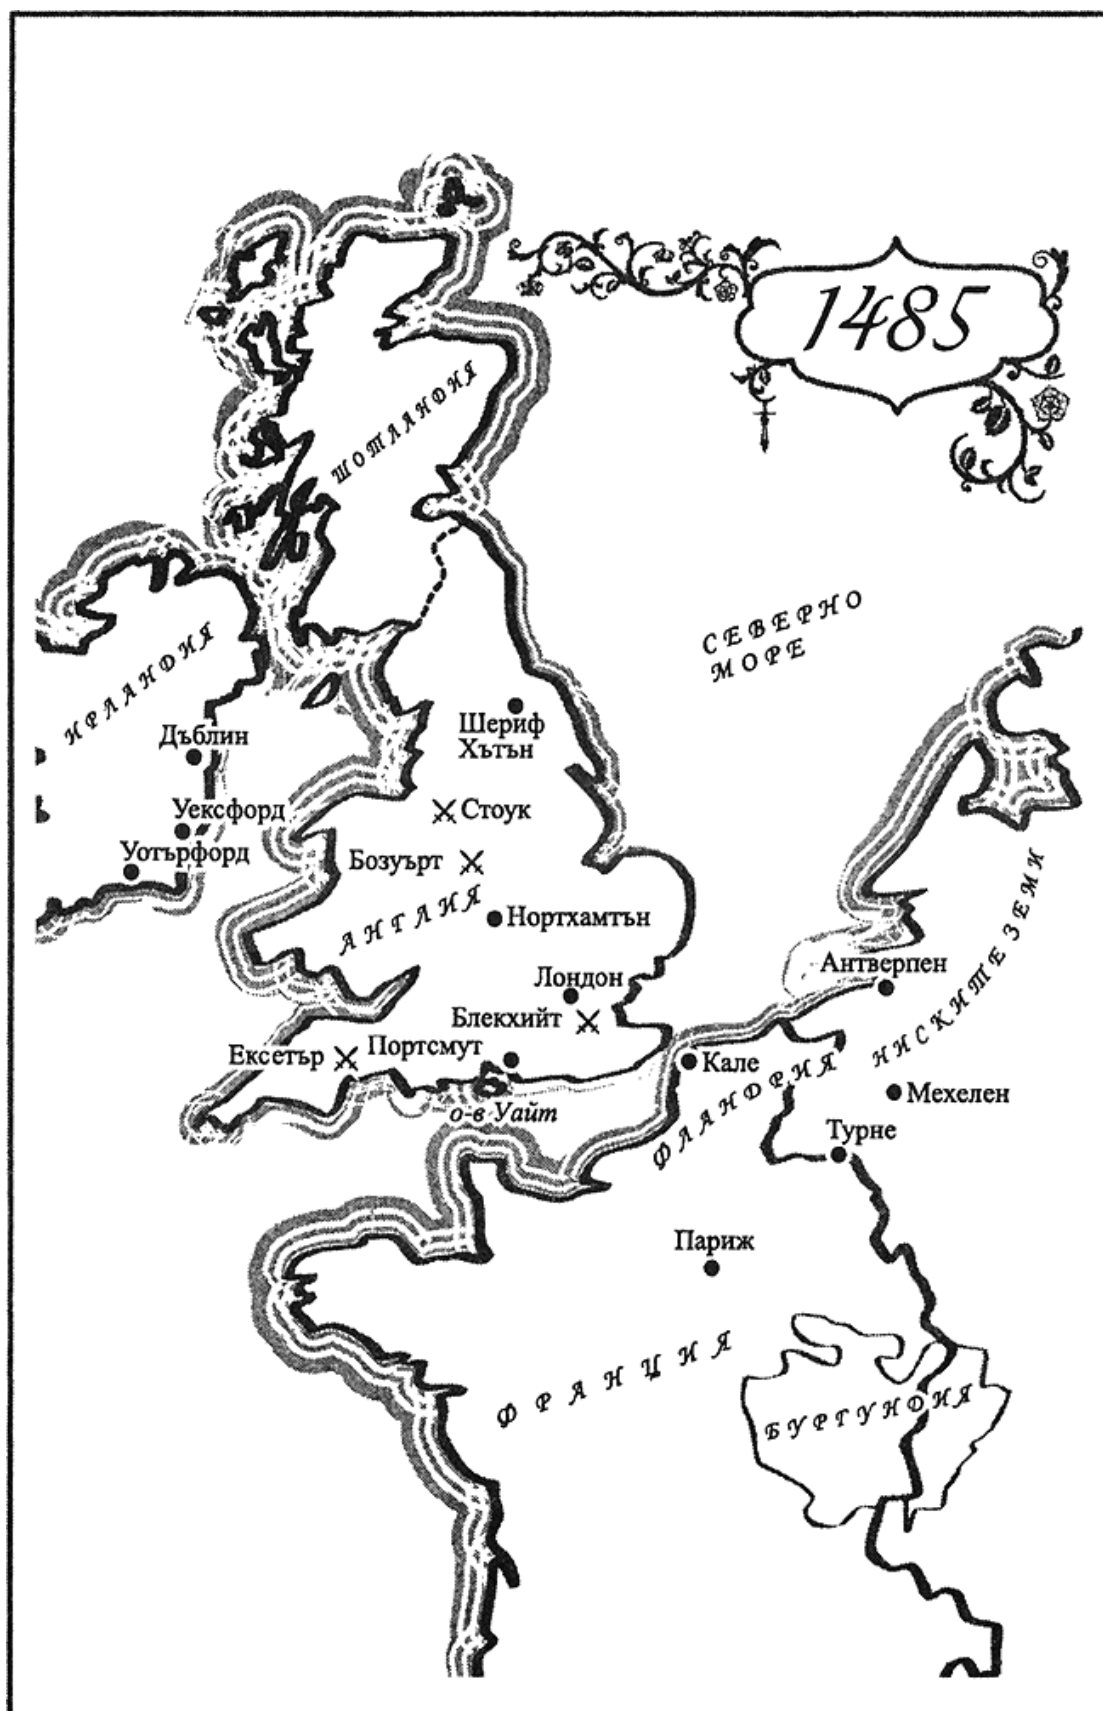 1485
ШОТЛАНДИЯ
СЕВЕРНО
МОРЕ
ИРЛАНДИЯ
Шериф
Хътън
Дъблин
Уексфорд
Стоук
Уотърфорд
Бозуърт
АНГЛИЯ
Нортхамтън
НИСКИТЕ ЗЕМИ
Антверпен
Лондон
Блекхийт
Ексетър
Портсмут
Кале
ФЛАНДРИЯ
Мехелен
о-в Уайт
Турне
Париж
ФРАНЦИЯ
БУРГУНДИЯ